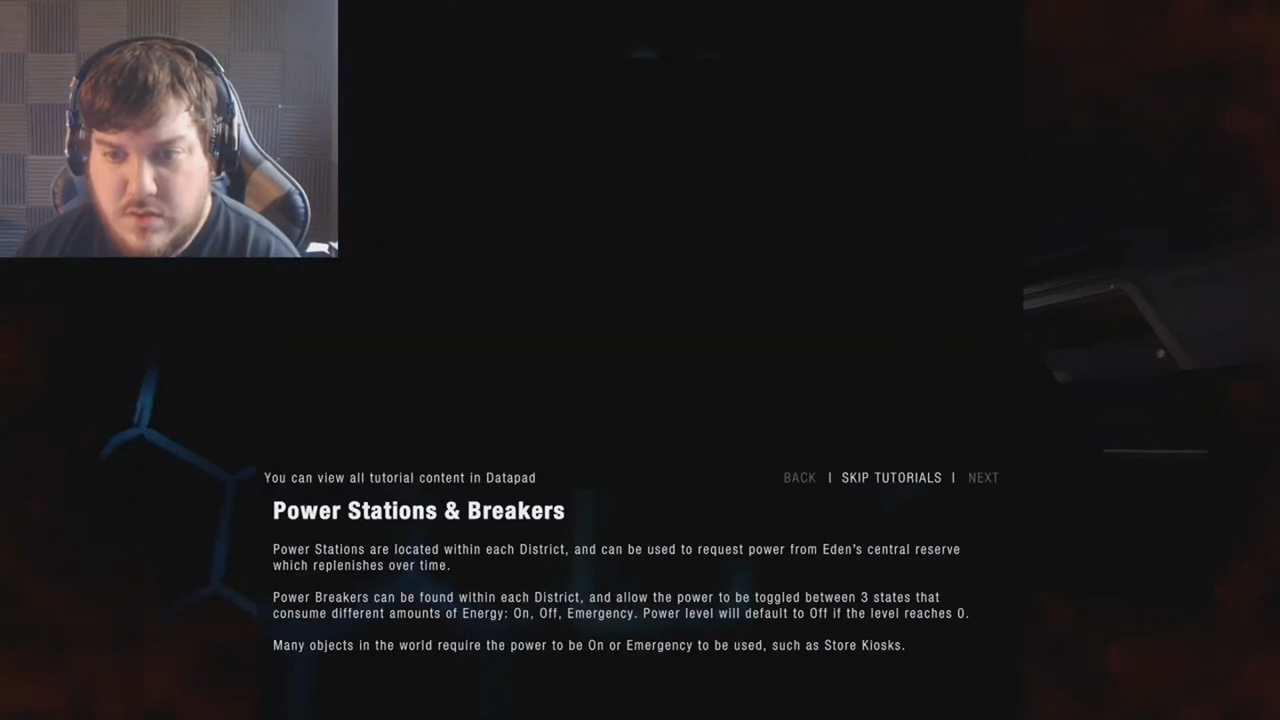 You can view all tutorial content in Datapad
BACK | SKIP TUTORIALS | NEXT
Power Stations & Breakers
Power Stations are located within each District, and can be used to request power from Eden's central reserve
which replenishes over time.
Power Breakers can be found within each District, and allow the power to be toggled between 3 states that
consume different amounts of Energy: On, Off, Emergency. Power level will default to Off if the level reaches 0.
Many objects in the world require the power to be On or Emergency to be used, such as Store Kiosks.